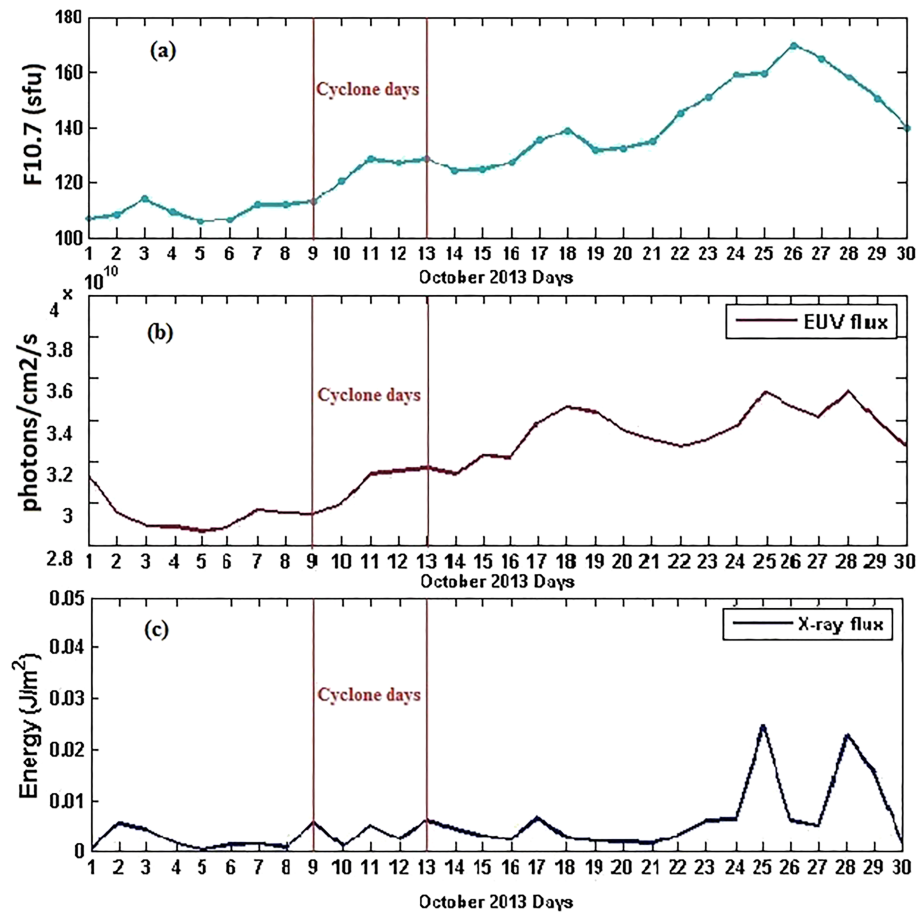 180
(a)
160
Cyclone days
140
120
100
F10.7 (sfu)
1 2 3 4 5 6 7 8 9 10 11 12 13 14 15 16 17 18 19 20 21 22 23 24 25 26 27 28 29 30
October 2013 Days
x 10^10
4
(b)
EUV flux
3.8
3.6
Cyclone days
3.4
3.2
3
2.8
photons/cm2/s
1 2 3 4 5 6 7 8 9 10 11 12 13 14 15 16 17 18 19 20 21 22 23 24 25 26 27 28 29 30
October 2013 Days
0.05
(c)
X-ray flux
0.04
0.03
Cyclone days
0.02
0.01
0
Energy (J/m²)
1 2 3 4 5 6 7 8 9 10 11 12 13 14 15 16 17 18 19 20 21 22 23 24 25 26 27 28 29 30
October 2013 Days